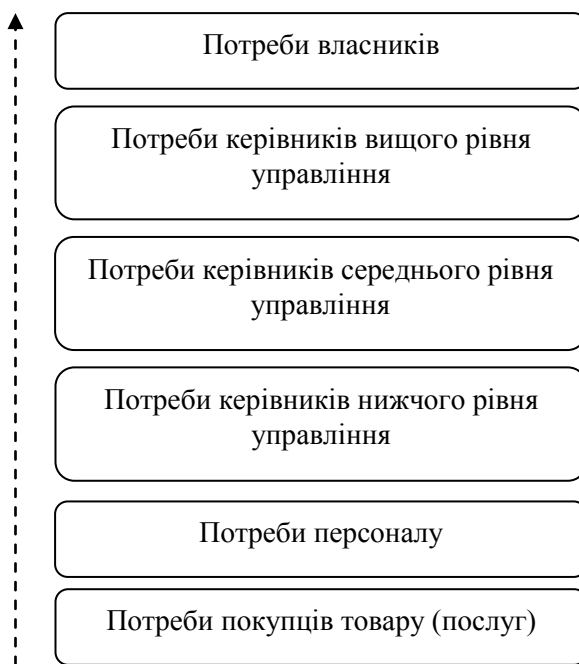 Потреби власників
Потреби керівників вищого рівня
управління
Потреби керівників середнього рівня
управління
Потреби керівників нижчого рівня
управління
Потреби персоналу
Потреби покупців товару (послуг)